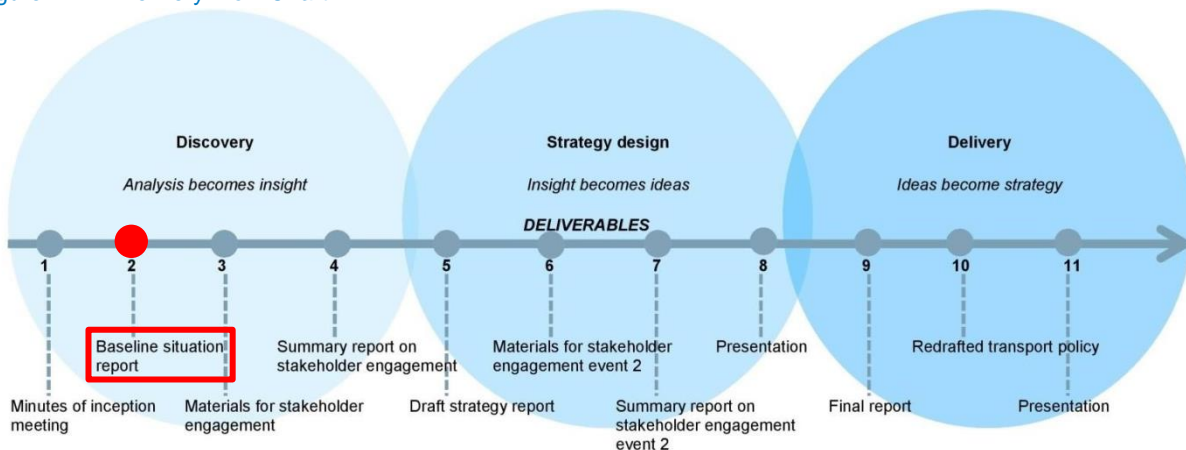 Discovery
Strategy design
Delivery
Analysis becomes insight
Insight becomes ideas
Ideas become strategy
DELIVERABLES
1
2
3
4
5
6
7
8
9
10
11
Baseline situation
report
Summary report on
stakeholder engagement
Materials for stakeholder
engagement event 2
Presentation
Redrafted transport policy
Minutes of inception
meeting
Materials for stakeholder
engagement
Draft strategy report
Summary report on
stakeholder engagement
event 2
Final report
Presentation